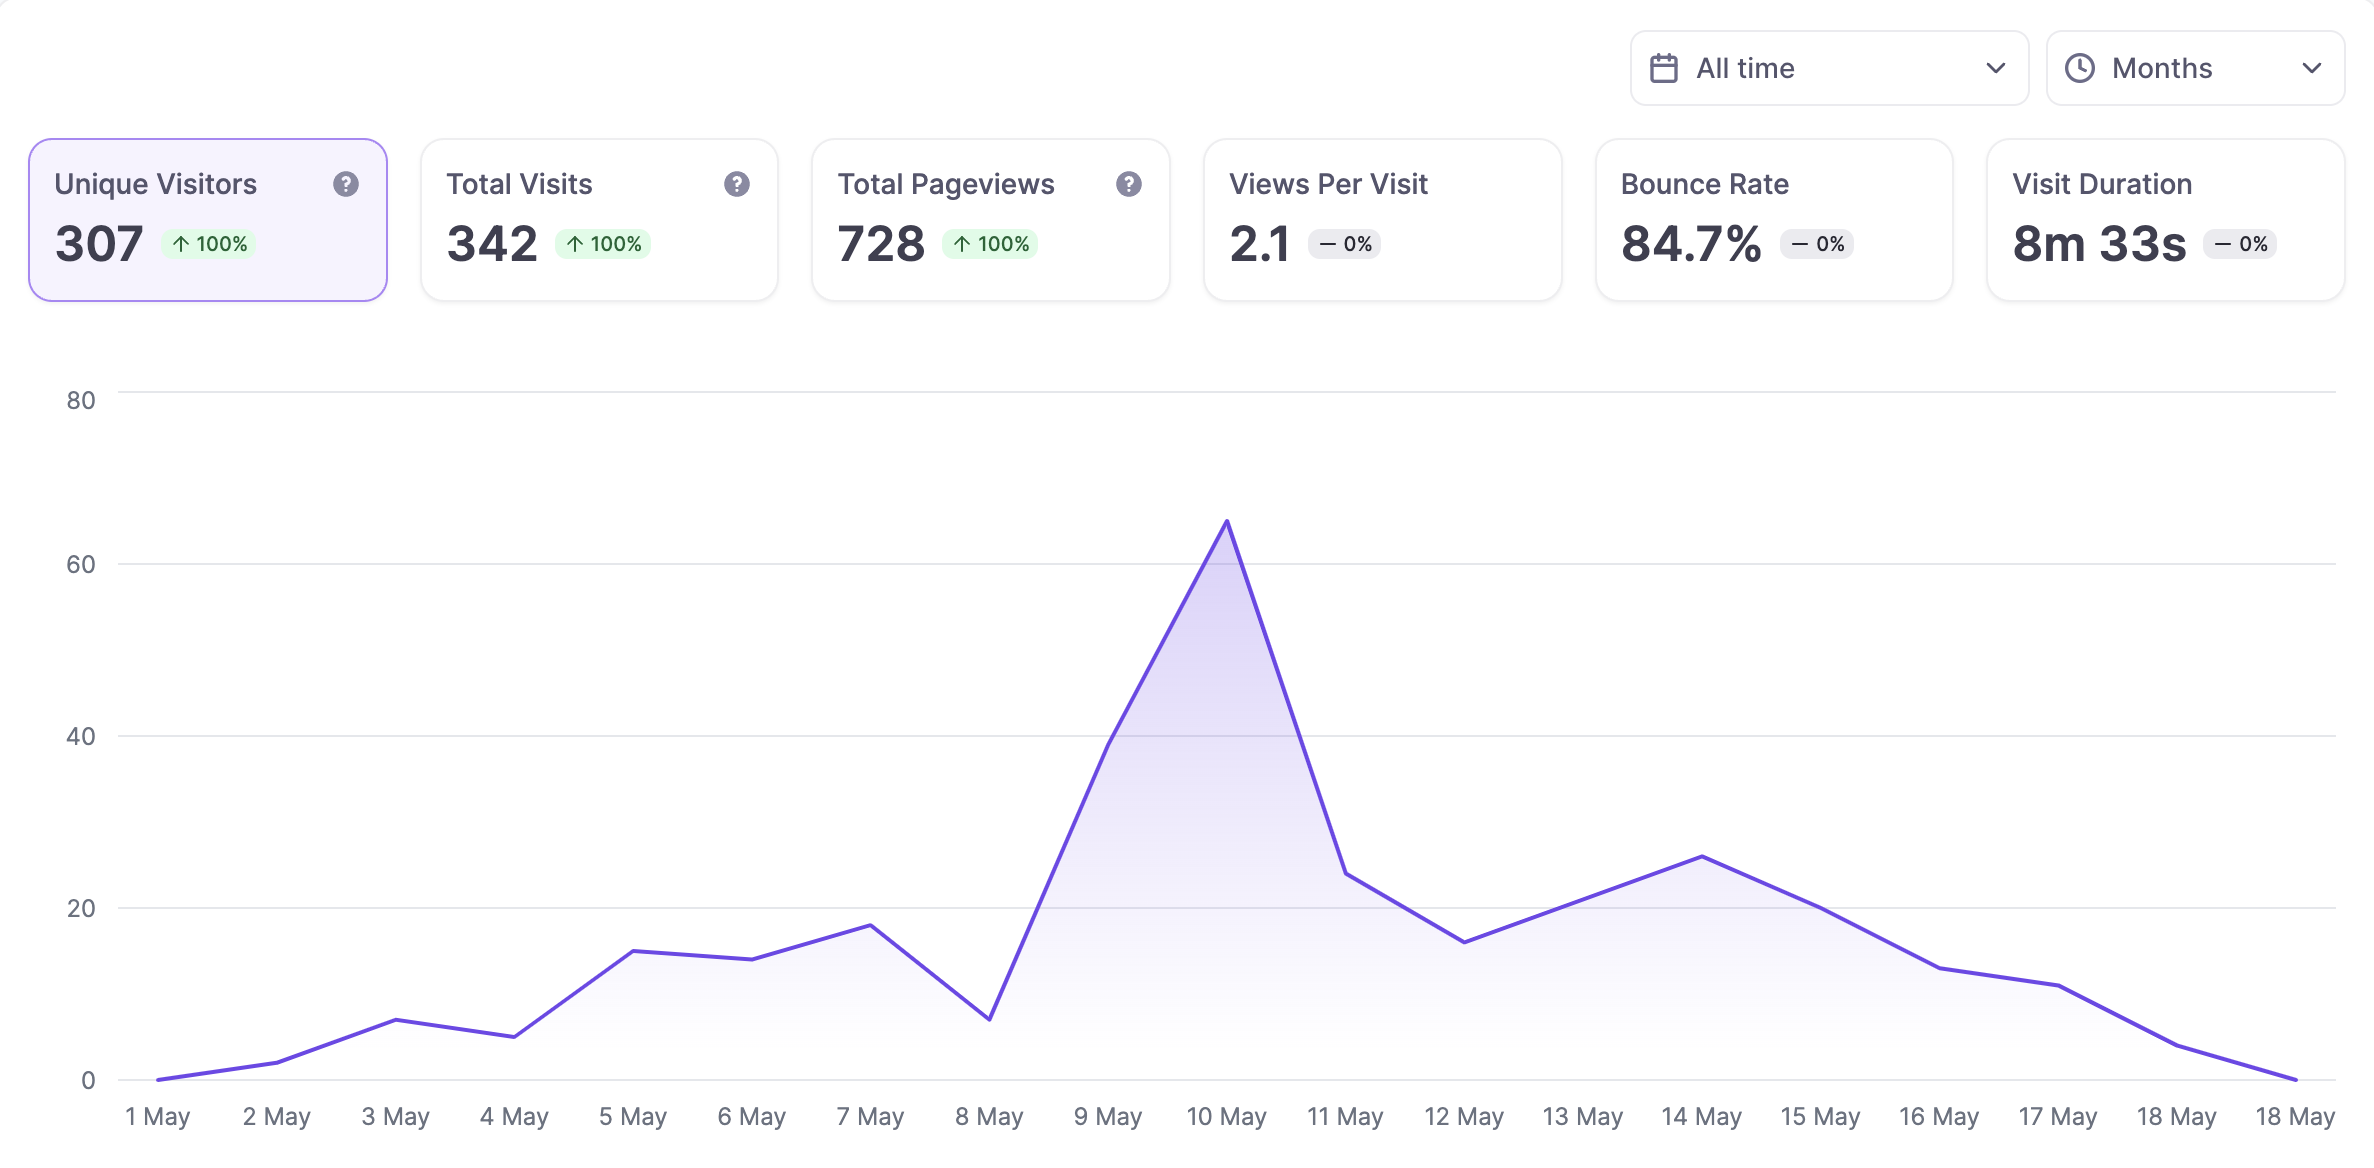 All time
Months
Unique Visitors
307 ↑ 100%
Total Visits
342 ↑ 100%
Total Pageviews
728 ↑ 100%
Views Per Visit
2.1 — 0%
Bounce Rate
84.7% — 0%
Visit Duration
8m 33s — 0%
80
60
40
20
0
1 May 2 May 3 May 4 May 5 May 6 May 7 May 8 May 9 May 10 May 11 May 12 May 13 May 14 May 15 May 16 May 17 May 18 May 18 May